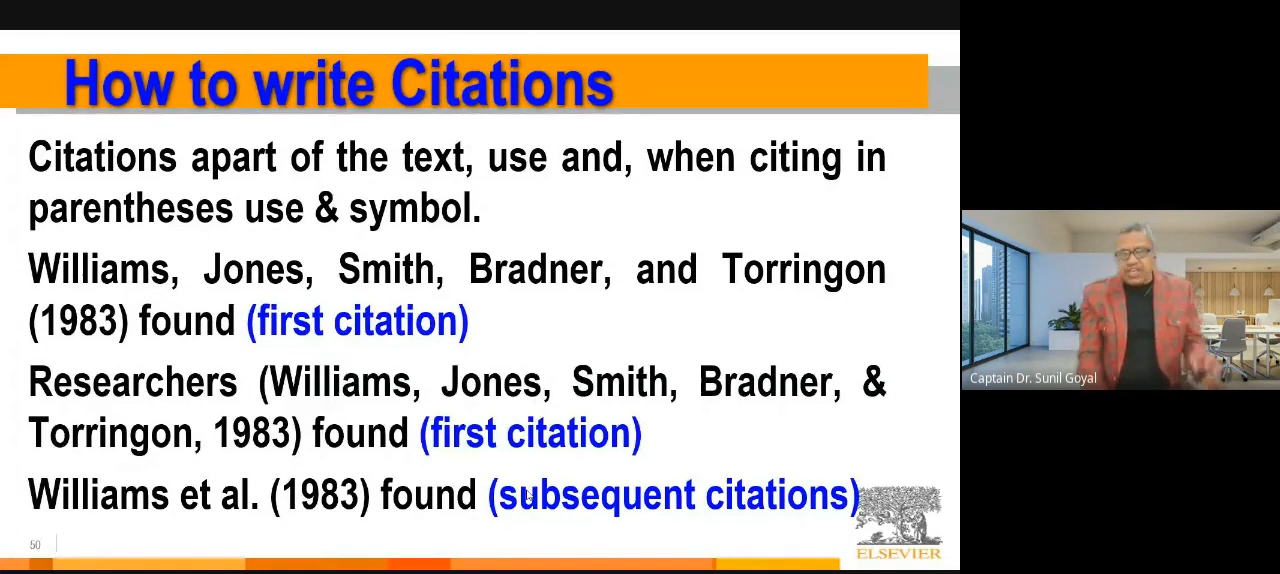 How to write Citations
Citations apart of the text, use and, when citing in
parentheses use & symbol.
Williams, Jones, Smith, Bradner, and Torringon
(1983) found (first citation)
Researchers (Williams, Jones, Smith, Bradner, &
Torringon, 1983) found (first citation)
Williams et al. (1983) found (subsequent citations)
50
ELSEVIER
Captain Dr. Sunil Goyal